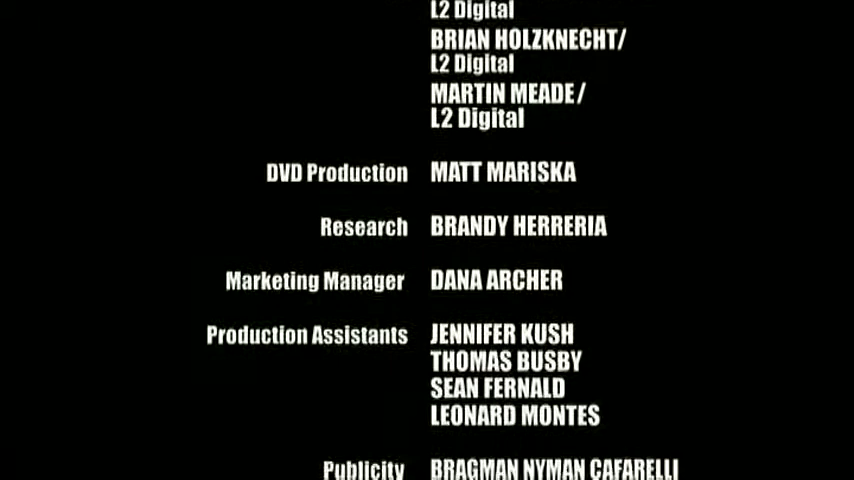 L2 Digital
BRIAN HOLZKNECHT/
L2 Digital
MARTIN MEADE/
L2 Digital
DVD Production MATT MARISKA
Research BRANDY HERRERIA
Marketing Manager DANA ARCHER
Production Assistants JENNIFER KUSH
THOMAS BUSBY
SEAN FERNALD
LEONARD MONTES
Publicity BRAGMAN NYMAN CAFARELLI